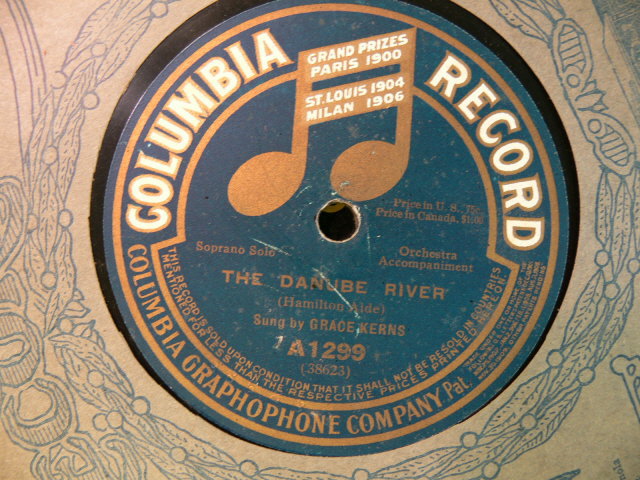 COLUMBIA RECORD
GRAND PRIZES
PARIS 1900
ST. LOUIS 1904
MILAN 1906
Price in U. S. 75c.
Price in Canada, $1.00
Soprano Solo
Orchestra
Accompaniment
THE DANUBE RIVER
(Hamilton Aide)
Sung by GRACE KERNS
A1299
(38623)
THIS RECORD IS SOLD UPON CONDITION THAT IT SHALL NOT BE RESOLD IN COUNTRIES
MENTIONED FOR LESS THAN THE RESPECTIVE PRICES PRINTED
COLUMBIA GRAPHOPHONE COMPANY Pat.